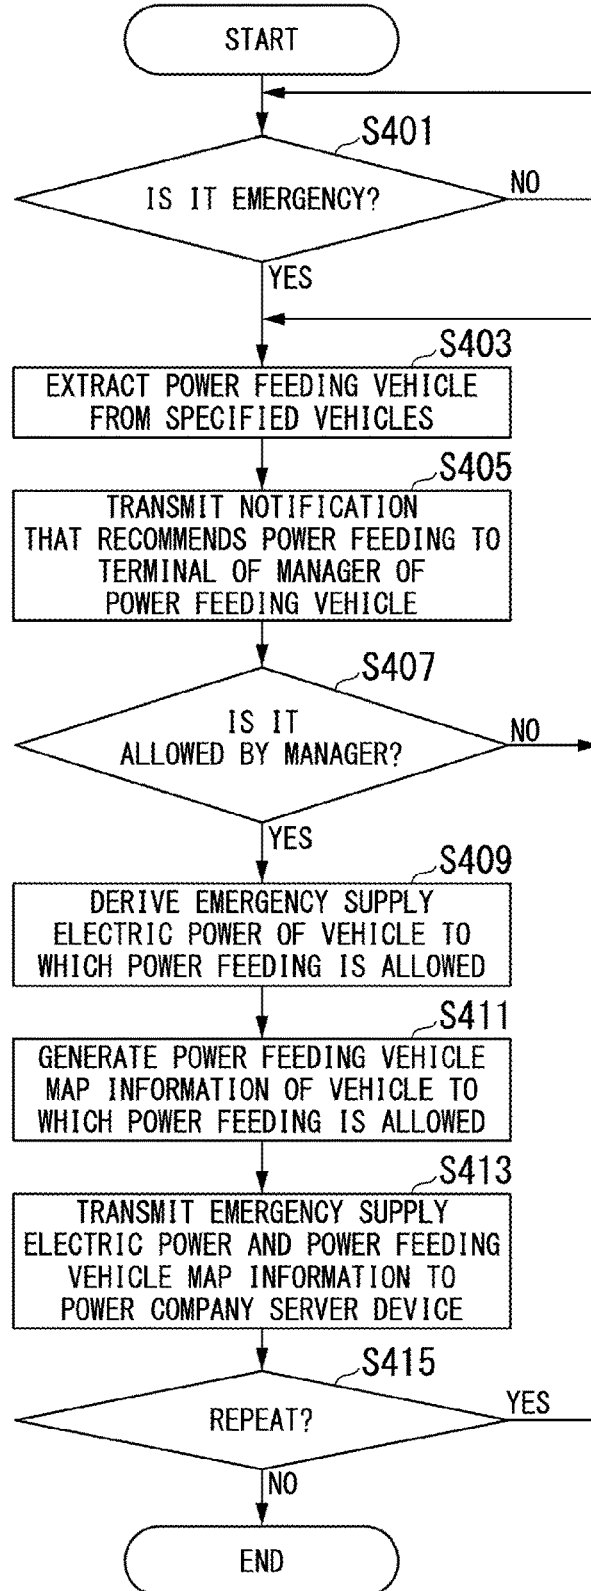 START
S401
IS IT EMERGENCY?
NO
YES
S403
EXTRACT POWER FEEDING VEHICLE
FROM SPECIFIED VEHICLES
S405
TRANSMIT NOTIFICATION
THAT RECOMMENDS POWER FEEDING TO
TERMINAL OF MANAGER OF
POWER FEEDING VEHICLE
S407
IS IT
ALLOWED BY MANAGER?
NO
YES
S409
DERIVE EMERGENCY SUPPLY
ELECTRIC POWER OF VEHICLE TO
WHICH POWER FEEDING IS ALLOWED
S411
GENERATE POWER FEEDING VEHICLE
MAP INFORMATION OF VEHICLE TO
WHICH POWER FEEDING IS ALLOWED
S413
TRANSMIT EMERGENCY SUPPLY
ELECTRIC POWER AND POWER FEEDING
VEHICLE MAP INFORMATION TO
POWER COMPANY SERVER DEVICE
S415
REPEAT?
YES
NO
END